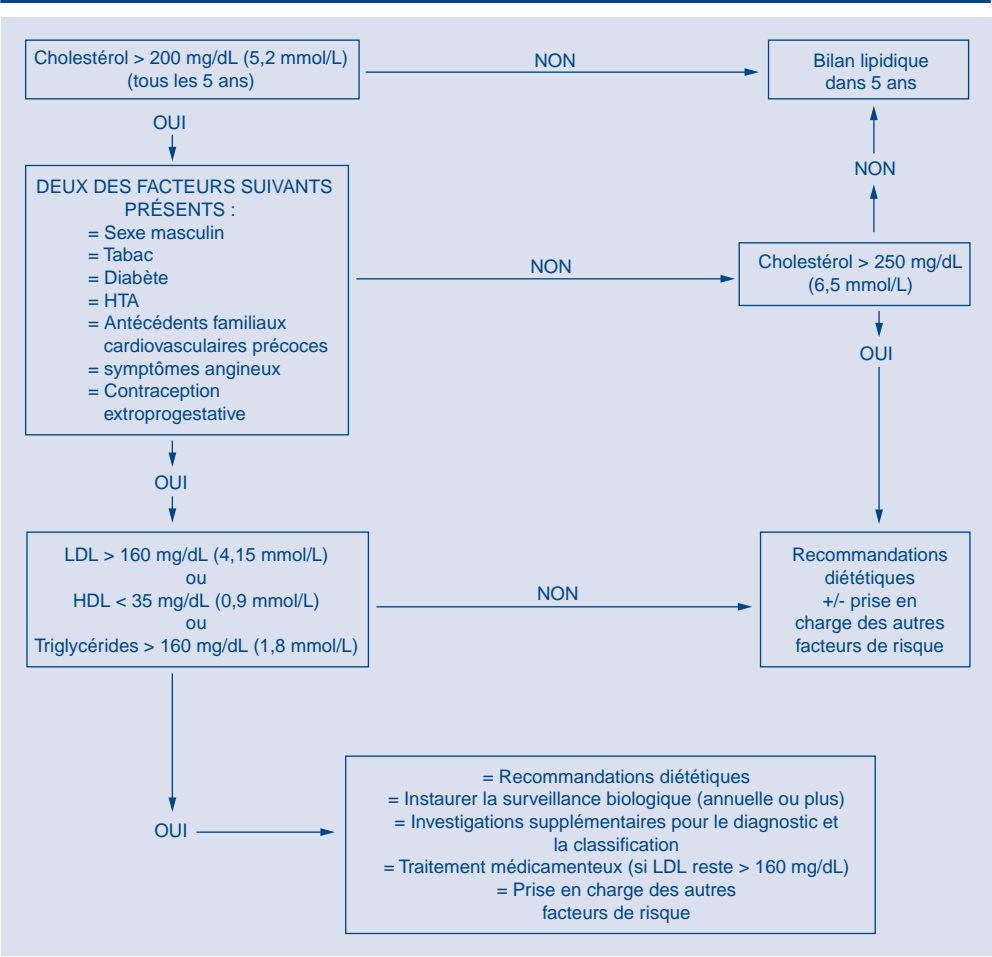 Cholestérol > 200 mg/dL (5,2 mmol/L)
(tous les 5 ans)
NON
Bilan lipidique
dans 5 ans
OUI
NON
DEUX DES FACTEURS SUIVANTS
PRÉSENTS :
= Sexe masculin
= Tabac
= Diabète
= HTA
= Antécédents familiaux
cardiovasculaires précoces
= symptômes angineux
= Contraception
extroprogestative
NON
Cholestérol > 250 mg/dL
(6,5 mmol/L)
OUI
OUI
LDL > 160 mg/dL (4,15 mmol/L)
ou
HDL < 35 mg/dL (0,9 mmol/L)
ou
Triglycérides > 160 mg/dL (1,8 mmol/L)
NON
Recommandations
diététiques
+/- prise en
charge des autres
facteurs de risque
OUI
= Recommandations diététiques
= Instaurer la surveillance biologique (annuelle ou plus)
= Investigations supplémentaires pour le diagnostic et
la classification
= Traitement médicamenteux (si LDL reste > 160 mg/dL)
= Prise en charge des autres
facteurs de risque